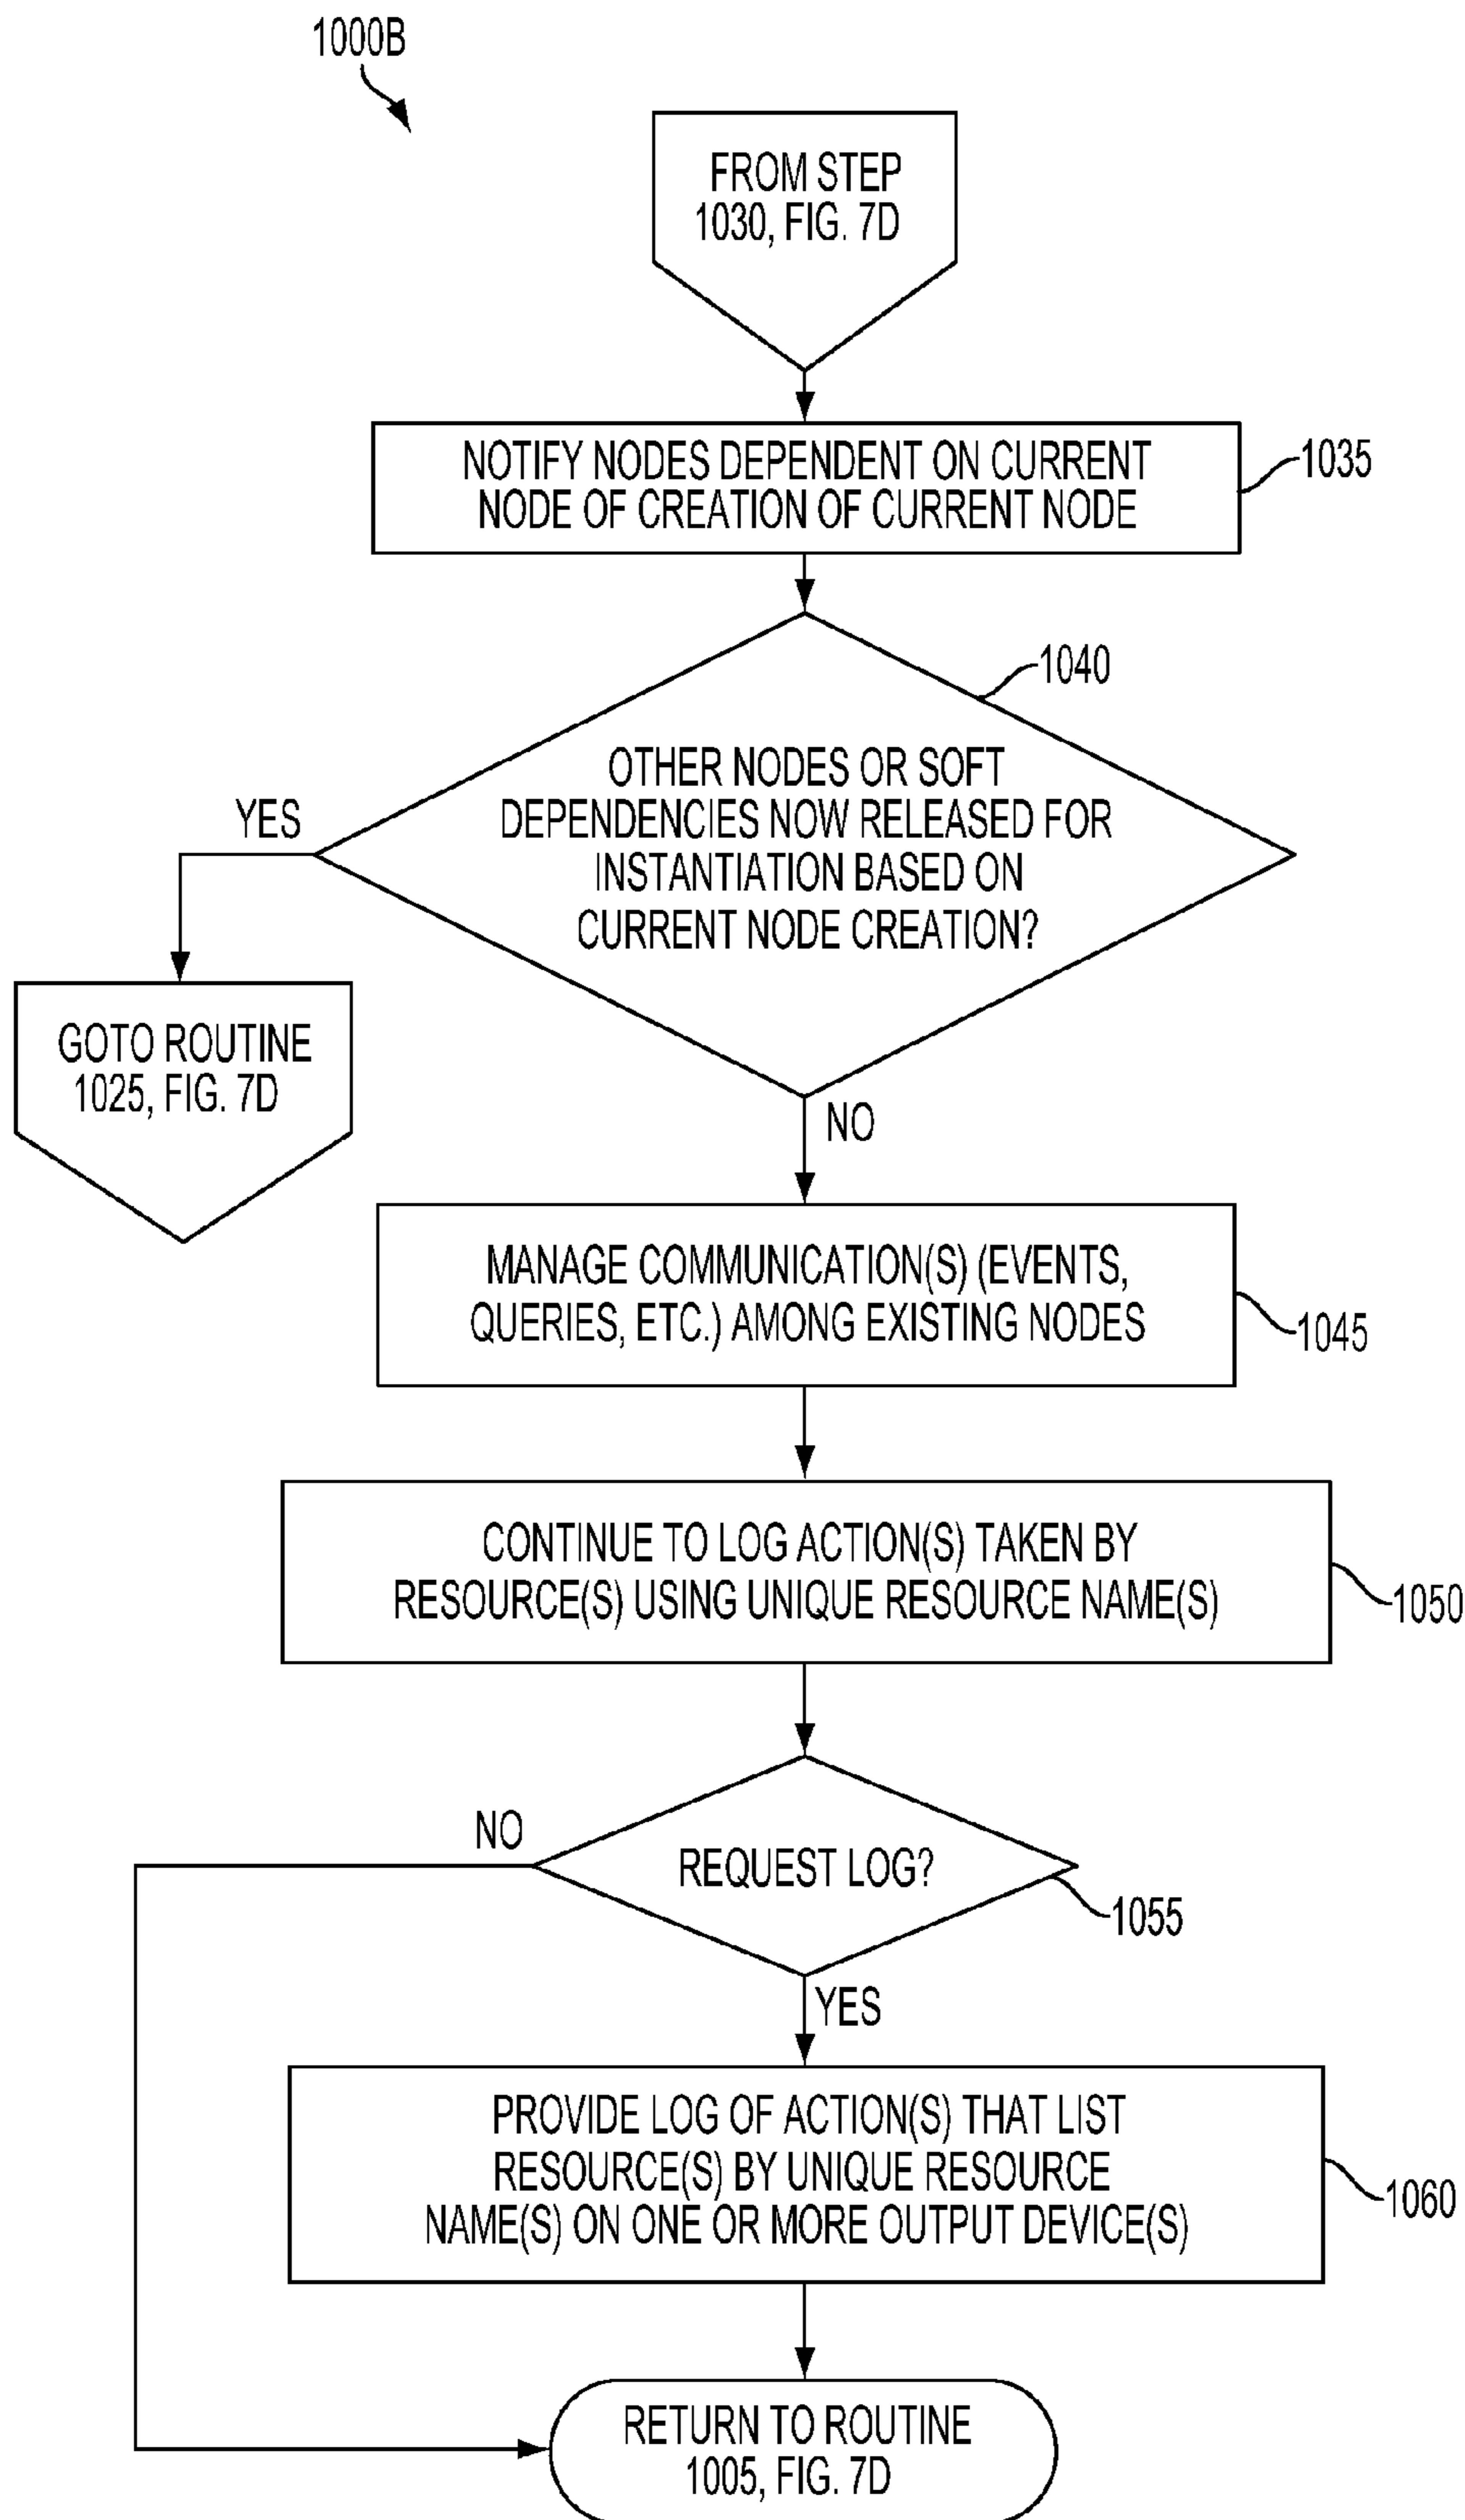 1000B
FROM STEP
1030, FIG. 7D
NOTIFY NODES DEPENDENT ON CURRENT
NODE OF CREATION OF CURRENT NODE
1035
1040
OTHER NODES OR SOFT
DEPENDENCIES NOW RELEASED FOR
INSTANTIATION BASED ON
CURRENT NODE CREATION?
YES
GOTO ROUTINE
1025, FIG. 7D
NO
MANAGE COMMUNICATION(S) (EVENTS,
QUERIES, ETC.) AMONG EXISTING NODES
1045
CONTINUE TO LOG ACTION(S) TAKEN BY
RESOURCE(S) USING UNIQUE RESOURCE NAME(S)
1050
NO
REQUEST LOG?
1055
YES
PROVIDE LOG OF ACTION(S) THAT LIST
RESOURCE(S) BY UNIQUE RESOURCE
NAME(S) ON ONE OR MORE OUTPUT DEVICE(S)
1060
RETURN TO ROUTINE
1005, FIG. 7D